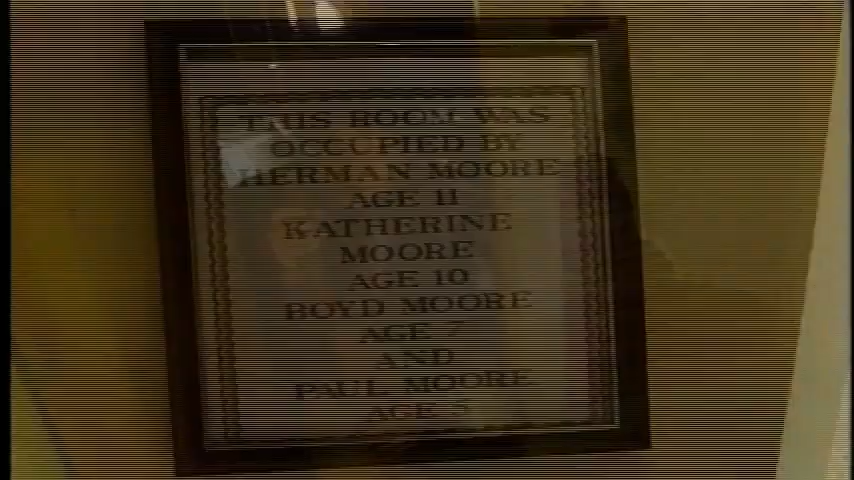 THIS ROOM WAS
OCCUPIED BY
HERMAN MOORE
AGE 11
KATHERINE
MOORE
AGE 10
BOYD MOORE
AGE 7
AND
PAUL MOORE
AGE 5